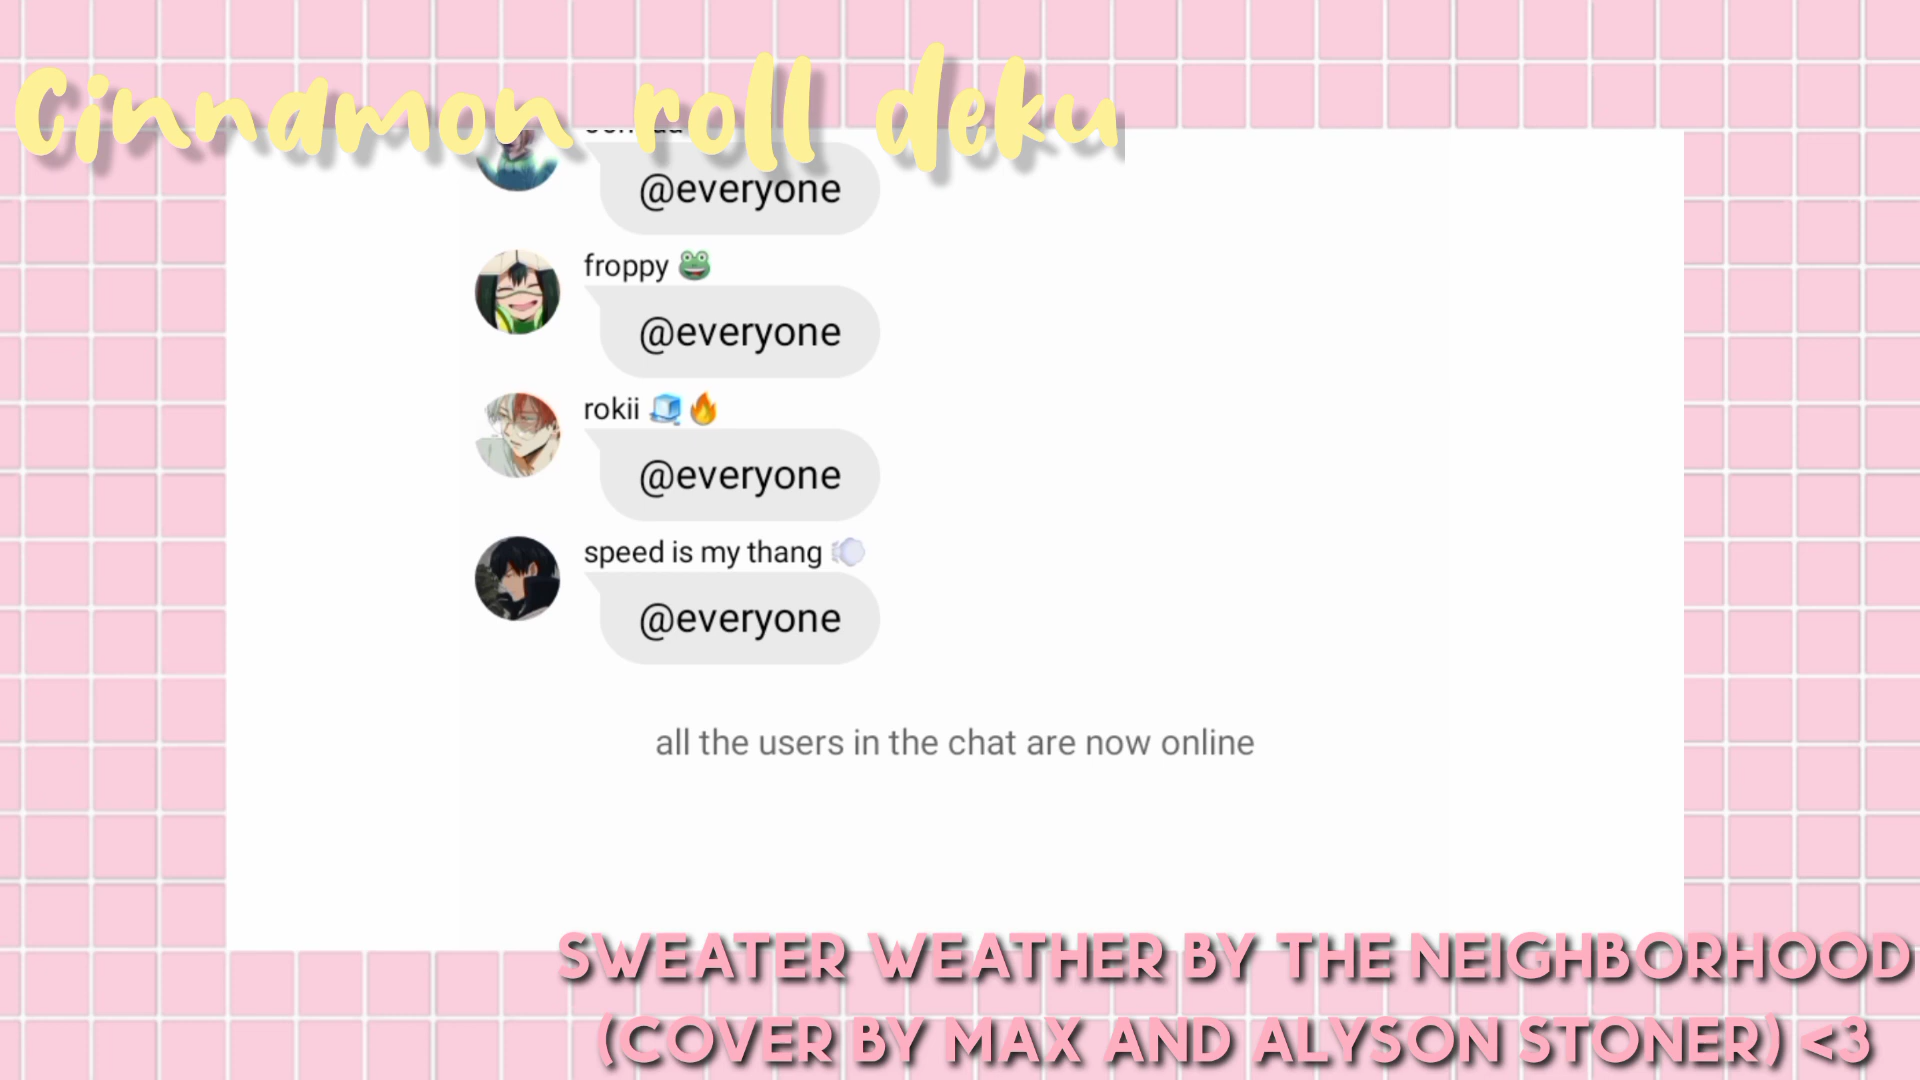 Cinnamon roll deku
@everyone
froppy 🐸
@everyone
rokii 🧊🔥
@everyone
speed is my thang 💨
@everyone
all the users in the chat are now online
SWEATER WEATHER BY THE NEIGHBORHOOD
(COVER BY MAX AND ALYSON STONER) <3